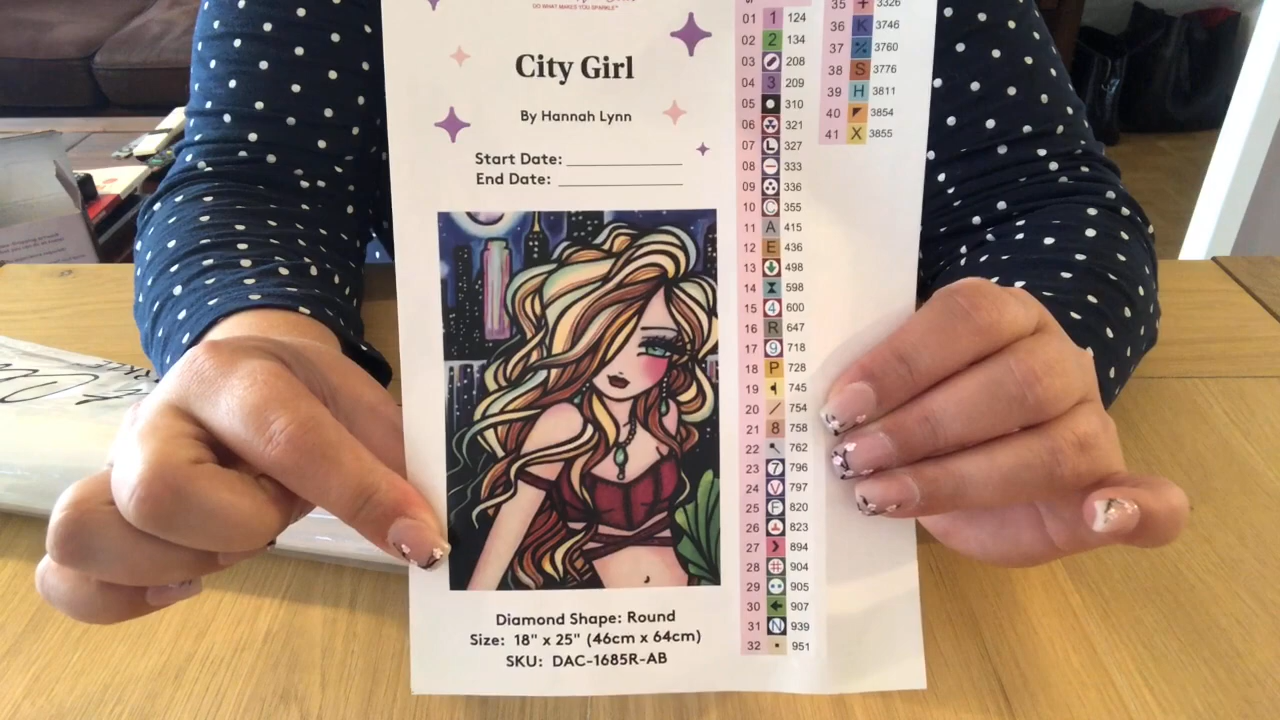 DO WHAT MAKES YOU SPARKLE™
City Girl
By Hannah Lynn
Start Date:
End Date:
Diamond Shape: Round
Size: 18" x 25" (46cm x 64cm)
SKU: DAC-1685R-AB
01 1 124
02 2 134
03 208
04 3 209
05 310
06 321
07 L 327
08 333
09 336
10 C 355
11 A 415
12 E 436
13 498
14 598
15 4 600
16 R 647
17 9 718
18 P 728
19 745
20 / 754
21 8 758
22 762
23 7 796
24 V 797
25 F 820
26 823
27 894
28 # 904
29 905
30 907
31 N 939
32 951
35 + 3326
36 K 3746
37 3760
38 S 3776
39 H 3811
40 3854
41 X 3855